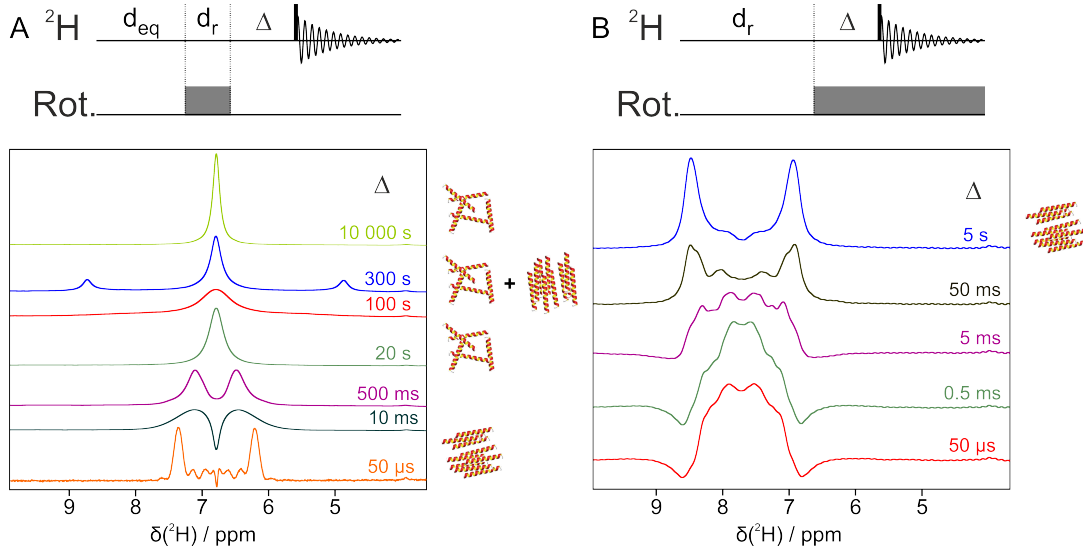 A
²H
d_eq
d_r
Δ
Rot.
Δ
10 000 s
300 s
100 s
20 s
500 ms
10 ms
50 µs
+
9 8 7 6 5 4
δ(²H) / ppm
B
²H
d_r
Δ
Rot.
Δ
5 s
50 ms
5 ms
0.5 ms
50 µs
9 8 7 6 5 4
δ(²H) / ppm